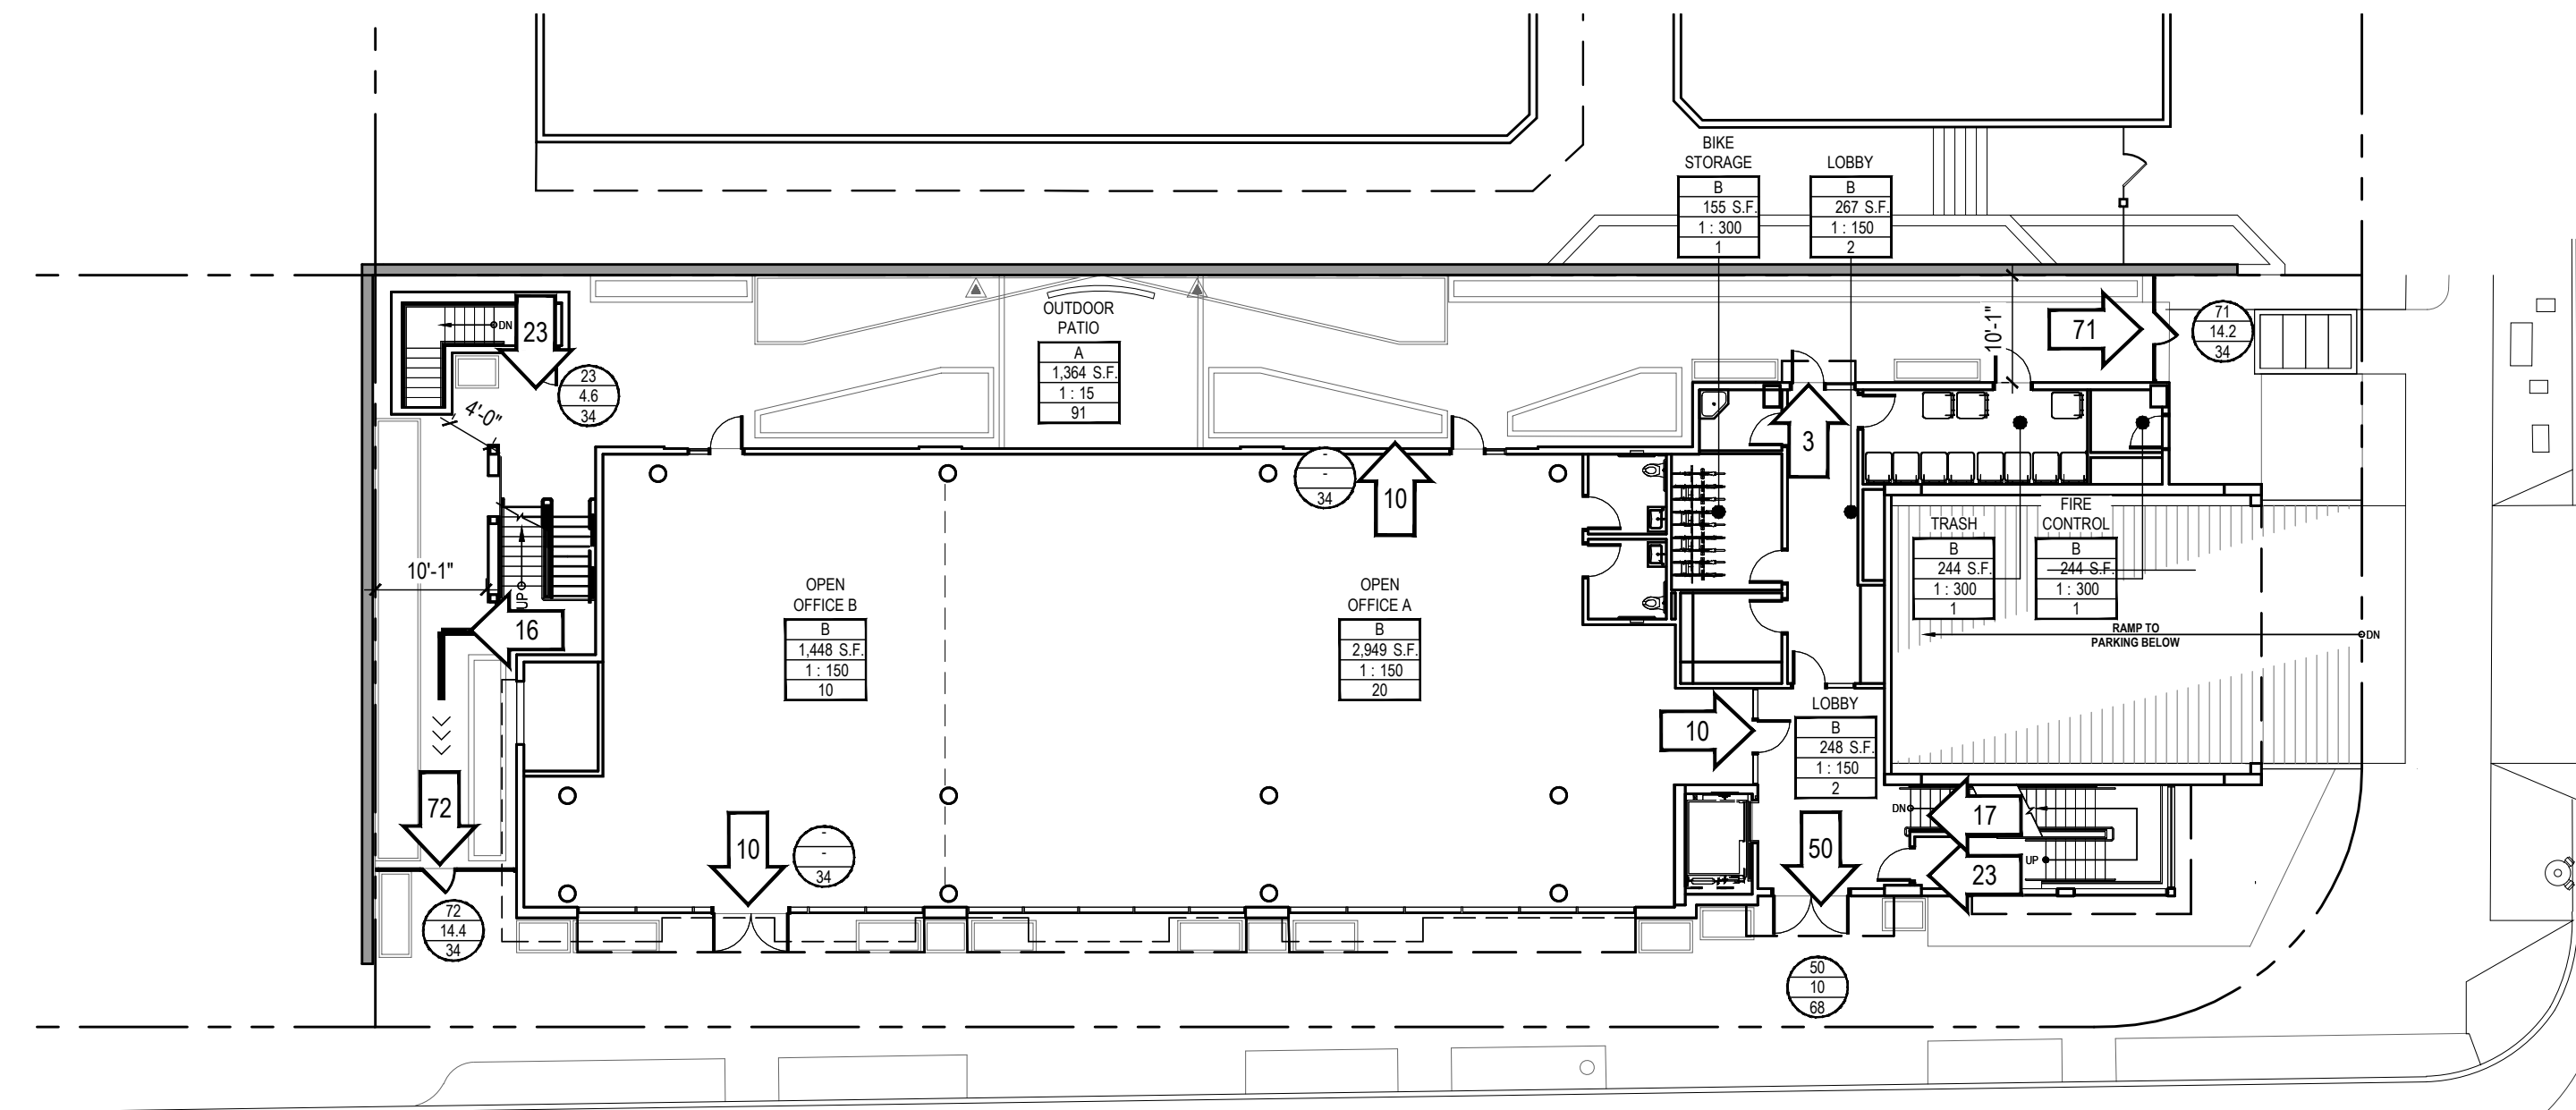 BIKE
STORAGE
B
155 S.F.
1 : 300
1
LOBBY
B
267 S.F.
1 : 150
2
DN
23
23
4.6
34
4'-0"
OUTDOOR
PATIO
A
1,364 S.F.
1 : 15
91
10'-1"
71
71
14.2
34
3
-
-
34
10
10'-1"
UP
16
OPEN
OFFICE B
B
1,448 S.F.
1 : 150
10
OPEN
OFFICE A
B
2,949 S.F.
1 : 150
20
TRASH
B
244 S.F.
1 : 300
1
FIRE
CONTROL
B
244 S.F.
1 : 300
1
RAMP TO
PARKING BELOW
DN
10
LOBBY
B
248 S.F.
1 : 150
2
72
10
-
-
34
50
DN
17
UP
23
72
14.4
34
50
10
68